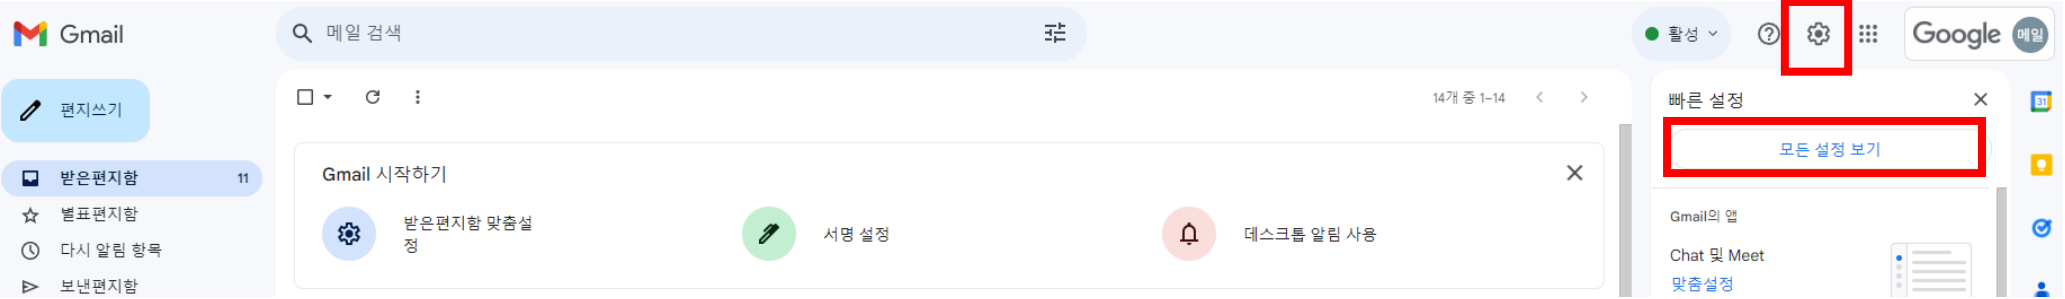 Gmail
메일 검색
활성
Google 메일
편지쓰기
14개 중 1-14
빠른 설정
31
모든 설정 보기
받은편지함 11
Gmail 시작하기
별표편지함
받은편지함 맞춤설
정
서명 설정
데스크톱 알림 사용
Gmail의 앱
다시 알림 항목
Chat 및 Meet
보낸편지함
맞춤설정